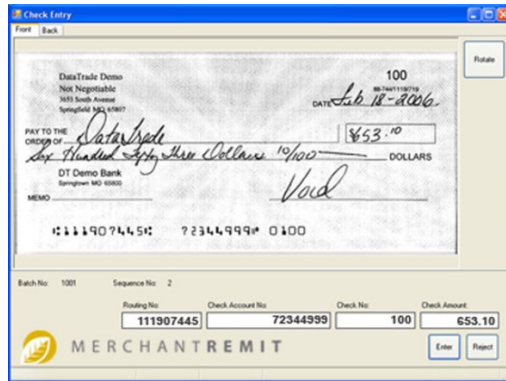 Check Entry
Front Back
Rotate
DataTrade Demo
Not Negotiable
3653 South Avenue
Springfield MO 65807
100
DATE Feb 18-2006
PAY TO THE
ORDER OF DataTrade
$653.10
Six Hundred Fifty Three Dollars 10/100 DOLLARS
DT Demo Bank
Springtown MO 65800
Void
MEMO
⑆111907445⑆ 72344999⑈ 0100
Batch No: 1001 Sequence No: 2
Routing No: Check Account No: Check No: Check Amount:
111907445 72344999 100 653.10
MERCHANTREMIT
Enter Reject